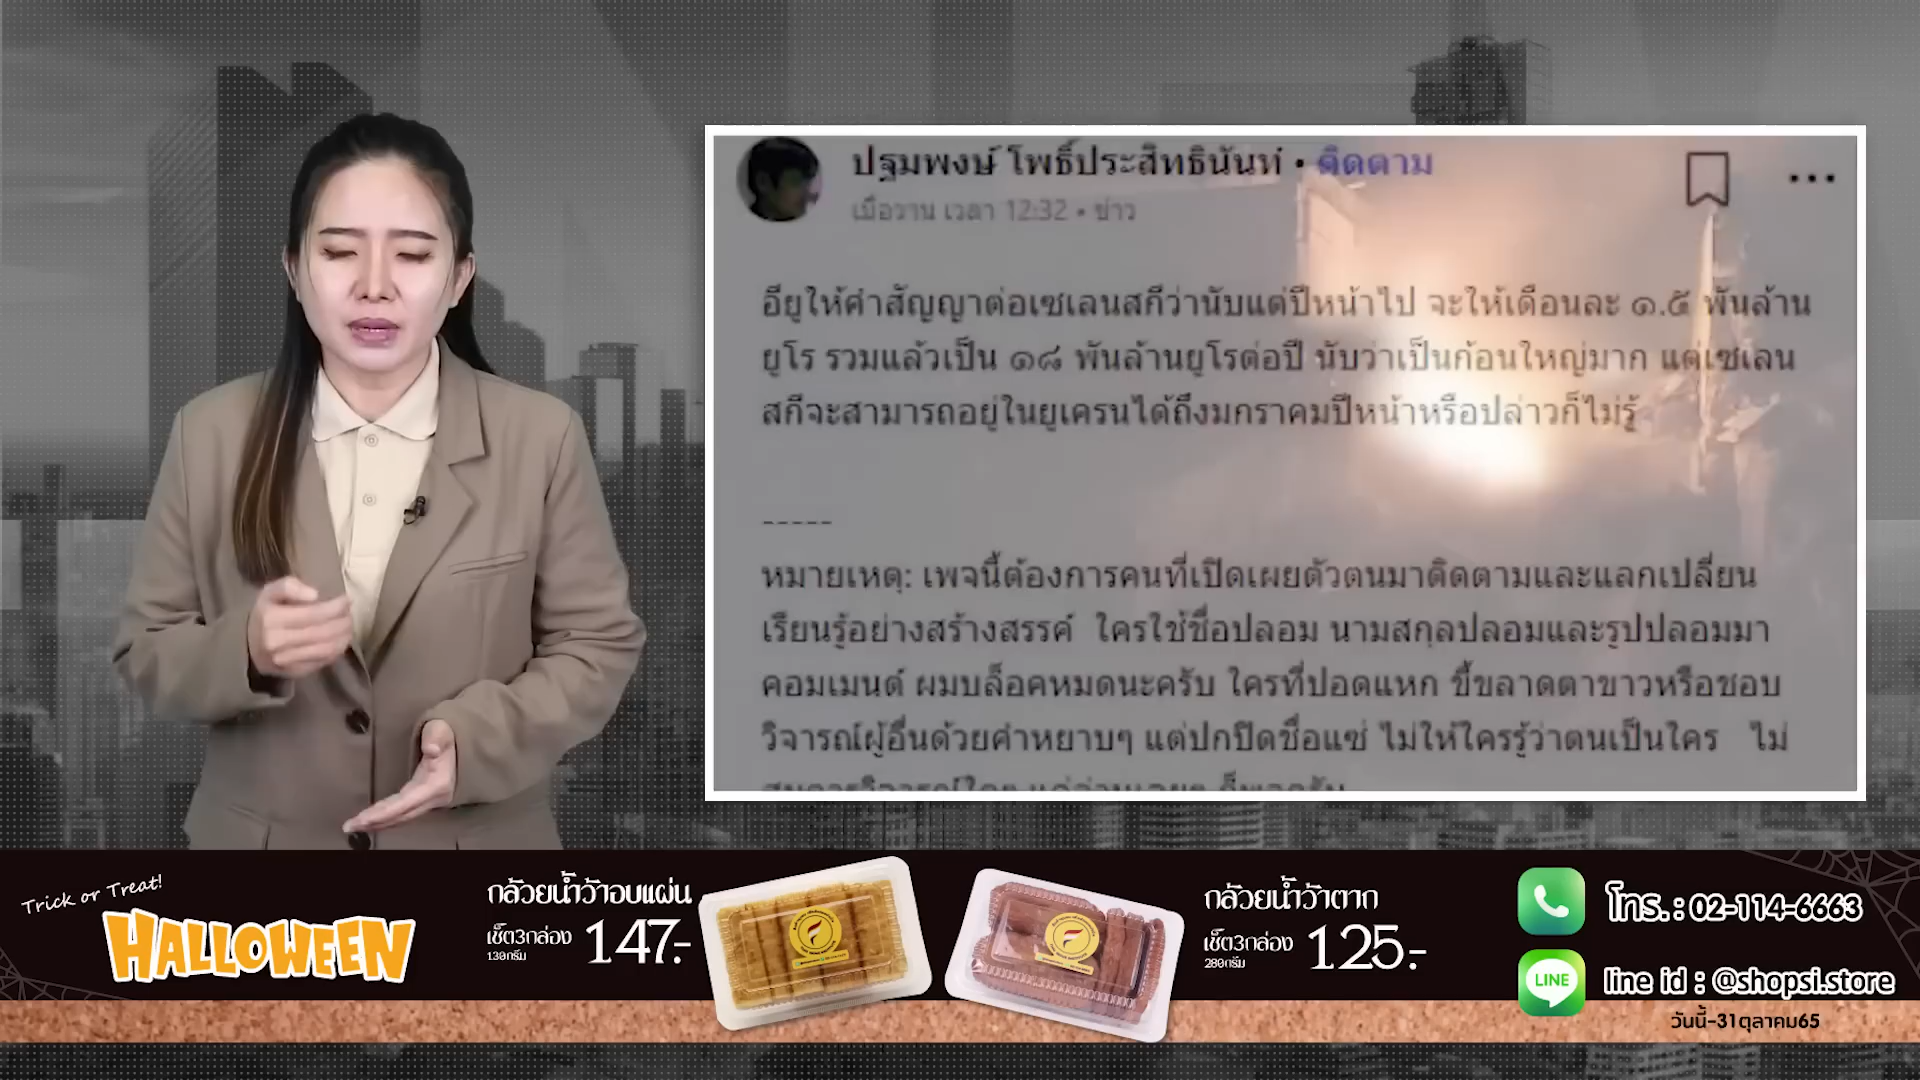 ปฐมพงษ์ โพธิ์ประสิทธินันท์ • ติดตาม
เมื่อวาน เวลา 12:32 • ข่าว
อียูให้คำสัญญาต่อเซเลนสกีว่านับแต่ปีหน้าไป จะให้เดือนละ ๑.๕ พันล้าน
ยูโร รวมแล้วเป็น ๑๘ พันล้านยูโรต่อปี นับว่าเป็นก้อนใหญ่มาก แต่เซเลน
สกีจะสามารถอยู่ในยูเครนได้ถึงมกราคมปีหน้าหรือปล่าวก็ไม่รู้
-----
หมายเหตุ: เพจนี้ต้องการคนที่เปิดเผยตัวตนมาติดตามและแลกเปลี่ยน
เรียนรู้อย่างสร้างสรรค์ ใครใช้ชื่อปลอม นามสกุลปลอมและรูปปลอมมา
คอมเมนต์ ผมบล็อคหมดนะครับ ใครที่ปอดแหก ขี้ขลาดตาขาวหรือชอบ
วิจารณ์ผู้อื่นด้วยคำหยาบๆ แต่ปกปิดชื่อแซ่ ไม่ให้ใครรู้ว่าตนเป็นใคร ไม่
Trick or Treat!
HALLOWEEN
กล้วยน้ำว้าอบแผ่น
เซ็ต3กล่อง 147.-
130กรัม
กล้วยน้ำว้าตาก
เซ็ต3กล่อง 125.-
280กรัม
โทร. : 02-114-6663
LINE
line id : @shopsi.store
วันนี้-31ตุลาคม65